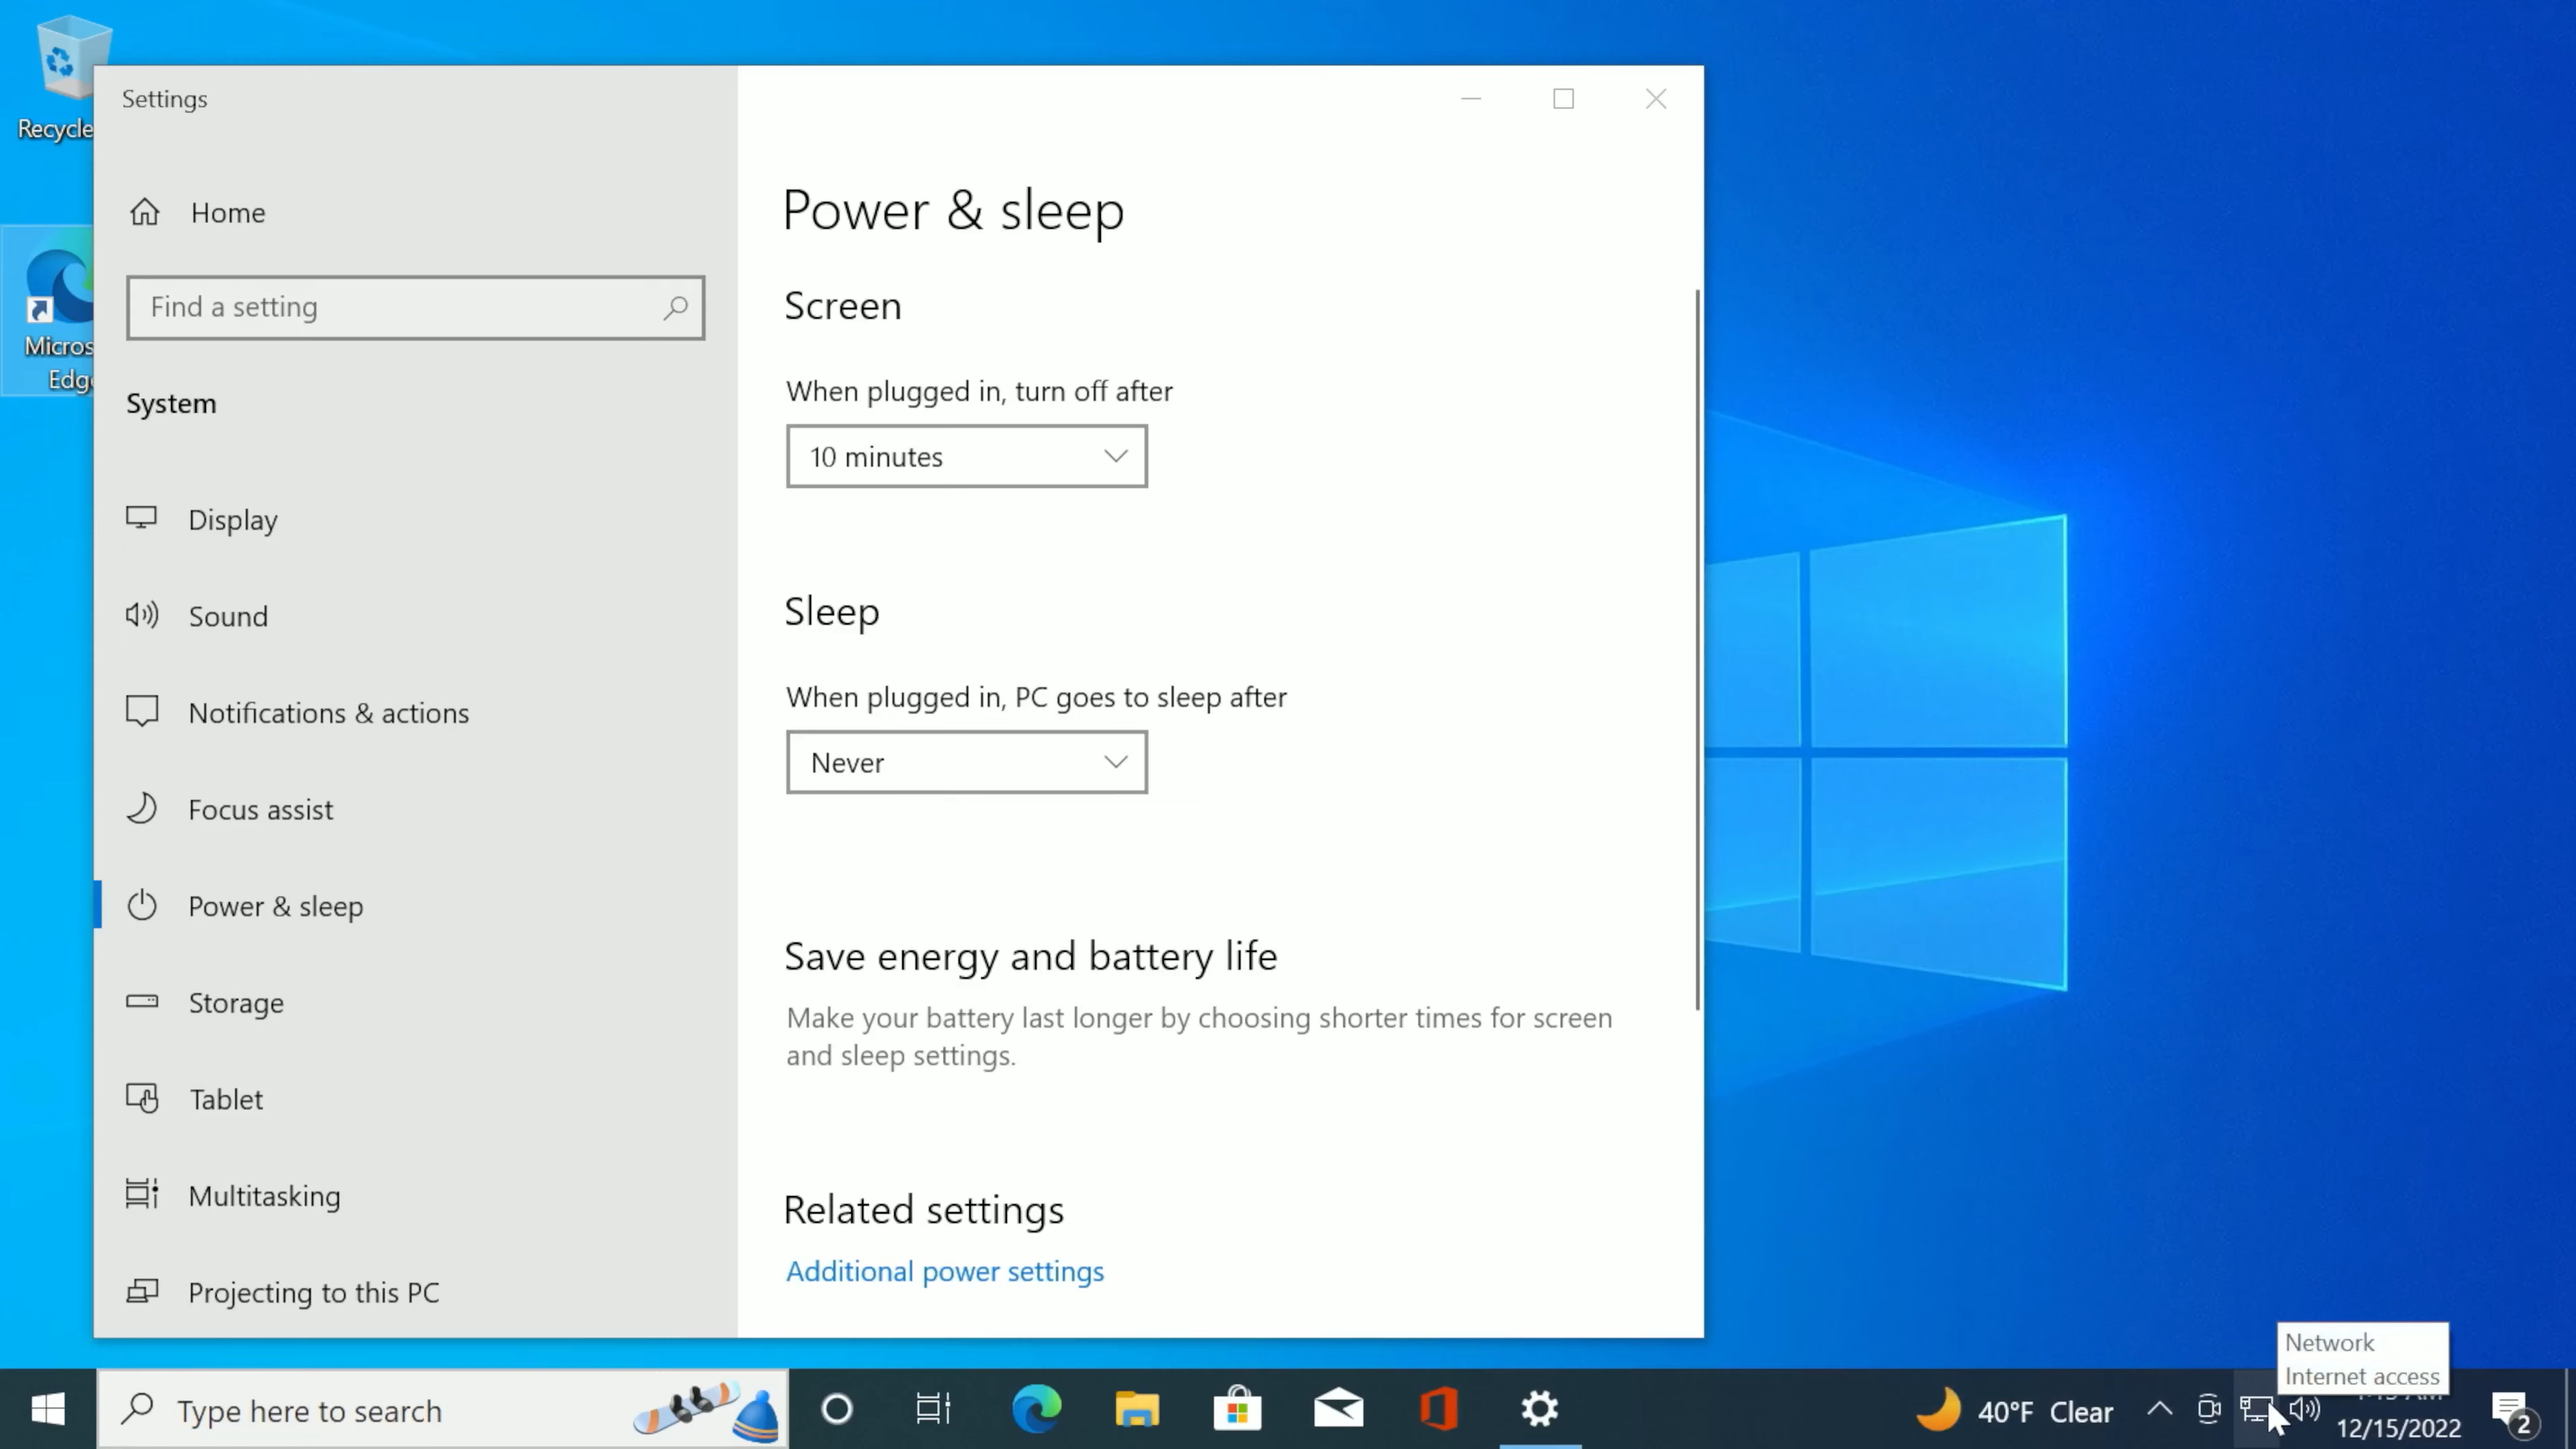 Recycle
Micros
Edg
Settings
Home
Find a setting
System
Display
Sound
Notifications & actions
Focus assist
Power & sleep
Storage
Tablet
Multitasking
Projecting to this PC
Power & sleep
Screen
When plugged in, turn off after
10 minutes
Sleep
When plugged in, PC goes to sleep after
Never
Save energy and battery life
Make your battery last longer by choosing shorter times for screen
and sleep settings.
Related settings
Additional power settings
Network
Internet access
Type here to search
40°F Clear
12/15/2022
2